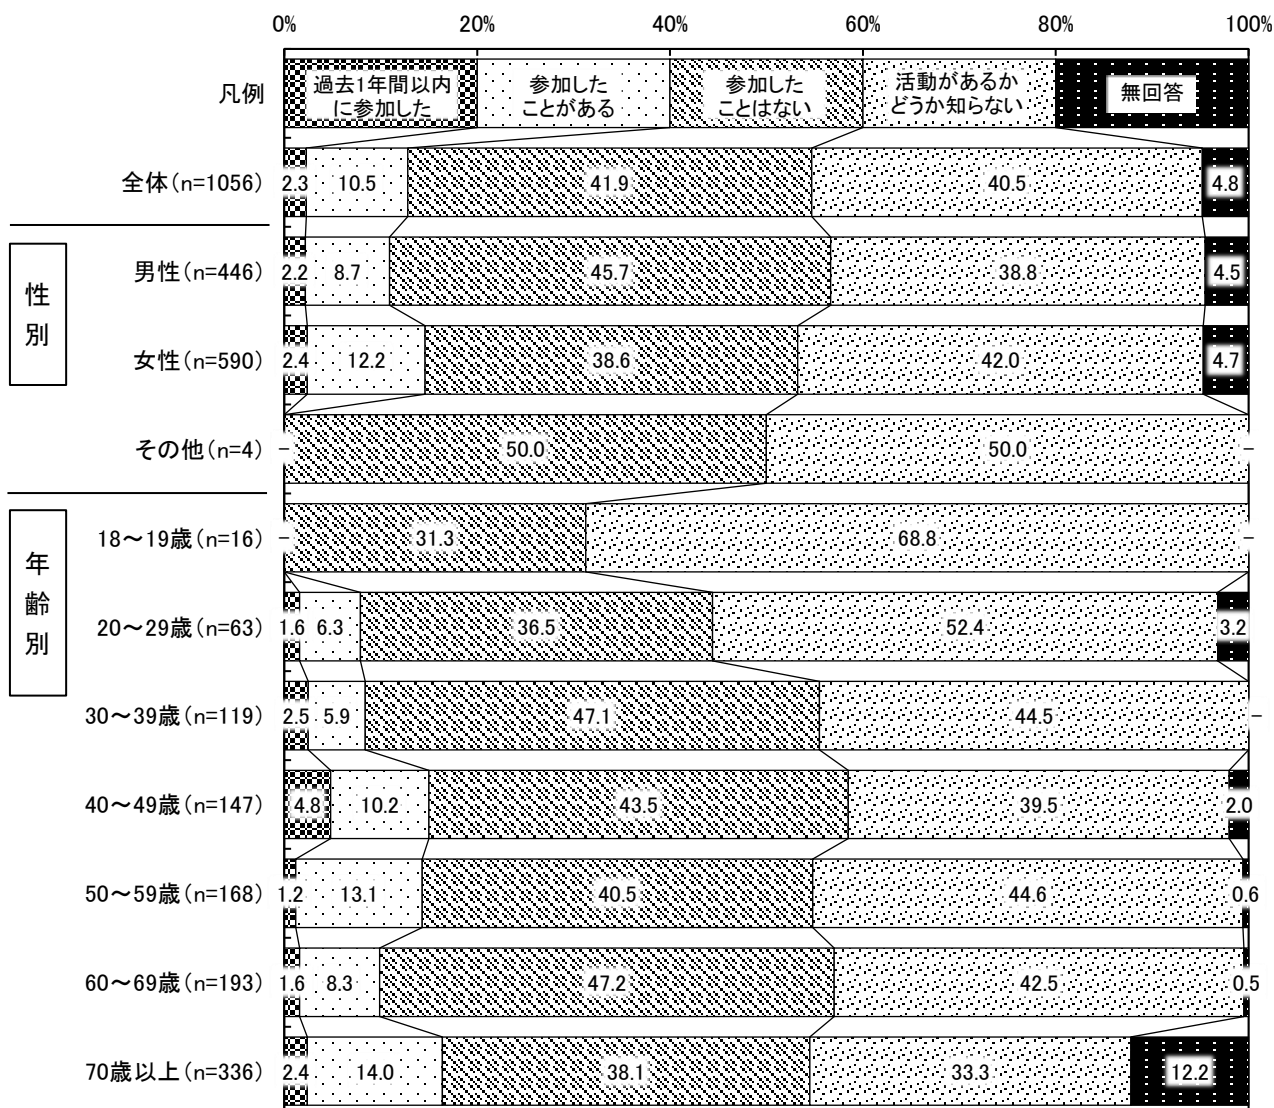 0% 20% 40% 60% 80% 100%
凡例 過去1年間以内に参加した 参加したことがある 参加したことはない 活動があるかどうか知らない 無回答
全体(n=1056) 2.3 10.5 41.9 40.5 4.8
性別
男性(n=446) 2.2 8.7 45.7 38.8 4.5
女性(n=590) 2.4 12.2 38.6 42.0 4.7
その他(n=4) - 50.0 50.0 -
年齢別
18～19歳(n=16) - 31.3 68.8 -
20～29歳(n=63) 1.6 6.3 36.5 52.4 3.2
30～39歳(n=119) 2.5 5.9 47.1 44.5 -
40～49歳(n=147) 4.8 10.2 43.5 39.5 2.0
50～59歳(n=168) 1.2 13.1 40.5 44.6 0.6
60～69歳(n=193) 1.6 8.3 47.2 42.5 0.5
70歳以上(n=336) 2.4 14.0 38.1 33.3 12.2